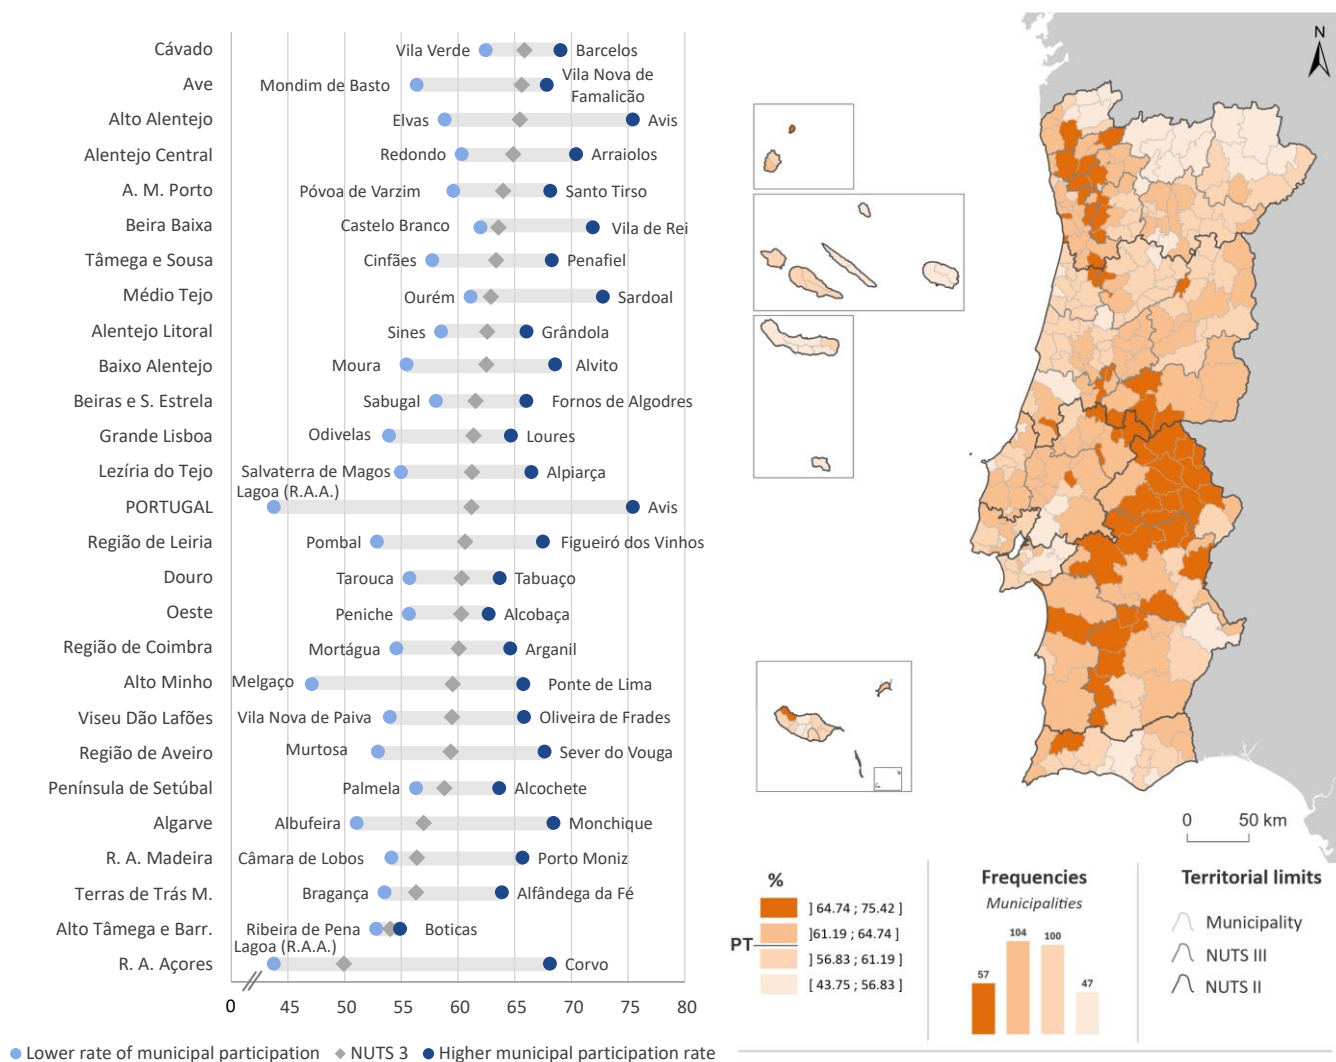 Cávado
Vila Verde
Barcelos
Ave
Mondim de Basto
Vila Nova de
Famalicão
Alto Alentejo
Elvas
Avis
Alentejo Central
Redondo
Arraiolos
A. M. Porto
Póvoa de Varzim
Santo Tirso
Beira Baixa
Castelo Branco
Vila de Rei
Tâmega e Sousa
Cinfães
Penafiel
Médio Tejo
Ourém
Sardoal
Alentejo Litoral
Sines
Grândola
Baixo Alentejo
Moura
Alvito
Beiras e S. Estrela
Sabugal
Fornos de Algodres
Grande Lisboa
Odivelas
Loures
Lezíria do Tejo
Salvaterra de Magos
Alpiarça
PORTUGAL
Lagoa (R.A.A.)
Avis
Região de Leiria
Pombal
Figueiró dos Vinhos
Douro
Tarouca
Tabuaço
Oeste
Peniche
Alcobaça
Região de Coimbra
Mortágua
Arganil
Alto Minho
Melgaço
Ponte de Lima
Viseu Dão Lafões
Vila Nova de Paiva
Oliveira de Frades
Região de Aveiro
Murtosa
Sever do Vouga
Península de Setúbal
Palmela
Alcochete
Algarve
Albufeira
Monchique
R. A. Madeira
Câmara de Lobos
Porto Moniz
Terras de Trás M.
Bragança
Alfândega da Fé
Alto Tâmega e Barr.
Ribeira de Pena
Boticas
R. A. Açores
Lagoa (R.A.A.)
Corvo
0 45 50 55 60 65 70 75 80
Lower rate of municipal participation NUTS 3 Higher municipal participation rate
N
0 50 km
%
] 64.74 ; 75.42 ]
]61.19 ; 64.74 ]
PT
] 56.83 ; 61.19 ]
[ 43.75 ; 56.83 ]
Frequencies
Municipalities
57
104
100
47
Territorial limits
Municipality
NUTS III
NUTS II